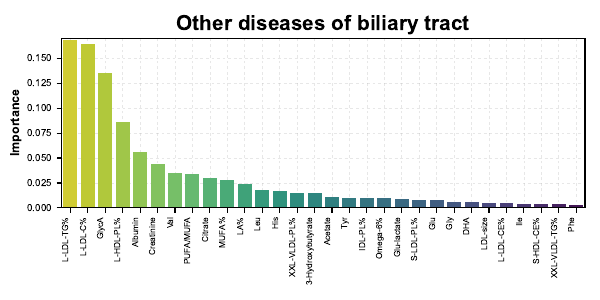 Other diseases of biliary tract
Importance
0.150
0.125
0.100
0.075
0.050
0.025
0.000
L-LDL-TG%
L-LDL-C%
GlycA
L-HDL-PL%
Albumin
Creatinine
Val
PUFA/MUFA
Citrate
MUFA %
LA%
Leu
His
XXL-VLDL-PL%
3-Hydroxybutyrate
Acetate
Tyr
IDL-PL%
Omega-6%
Glu-lactate
S-LDL-PL%
Glu
Gly
DHA
LDL-size
L-LDL-CE%
Ile
S-HDL-CE%
XXL-VLDL-TG%
Phe